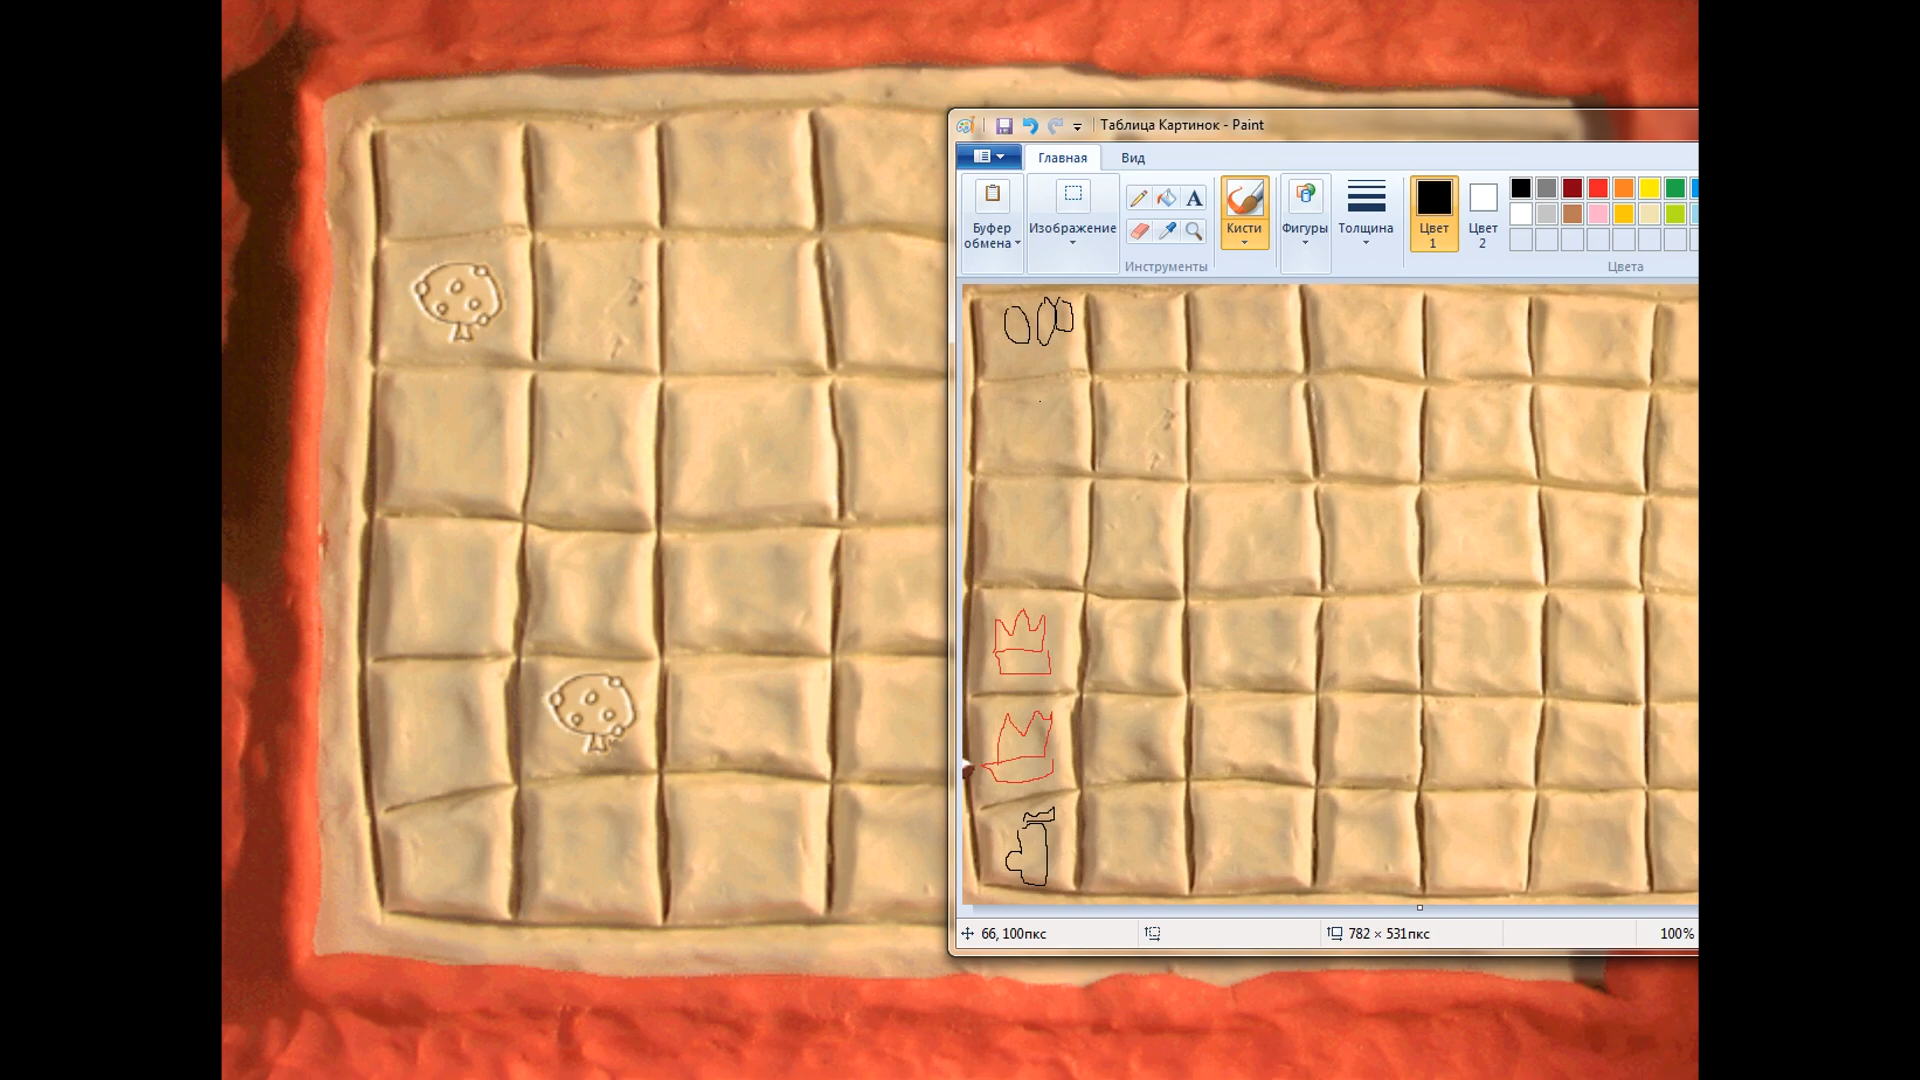 Таблица Картинок - Paint
Главная Вид
Буфер обмена
Изображение
A
Инструменты
Кисти
Фигуры
Толщина
Цвет 1
Цвет 2
Цвета
66, 100пкс
782 × 531пкс
100%